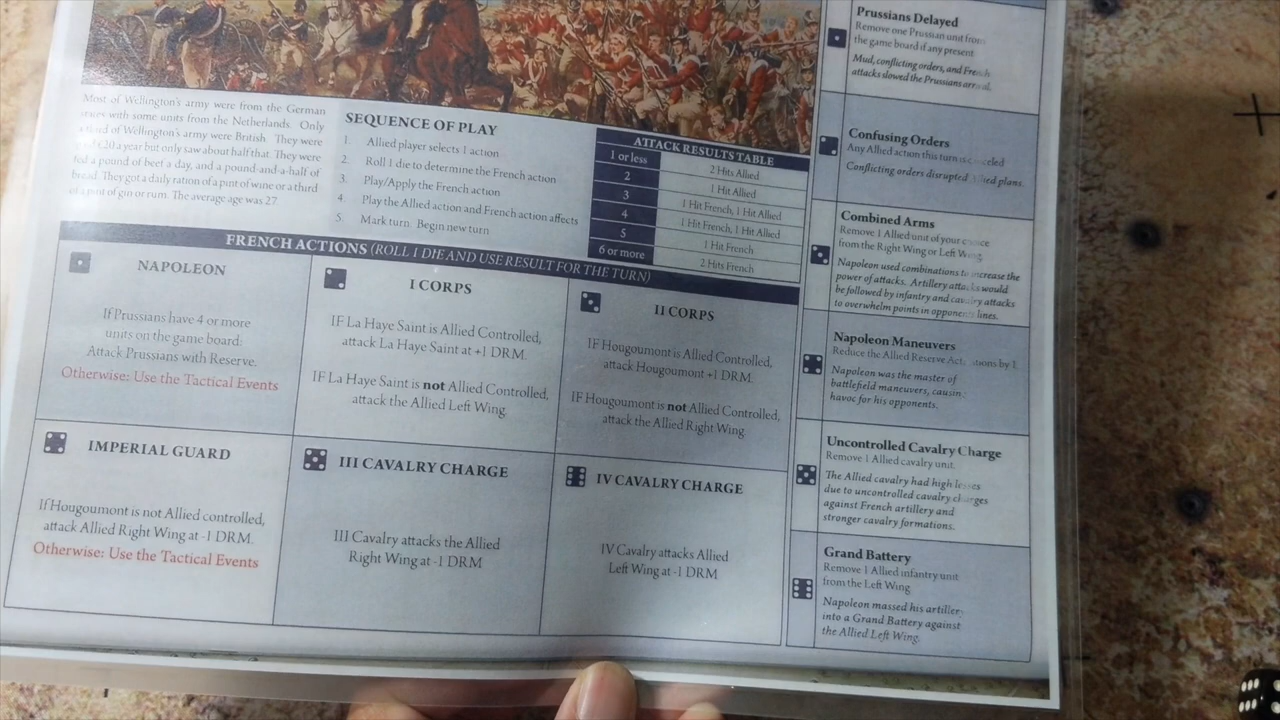 Most of Wellington's army were from the German
states with some units from the Netherlands. Only
a third of Wellington's army were British. They were
£20 a year but only saw about half that. They were
fed a pound of beef a day, and a pound-and-a-half of
bread. They got a daily ration of a pint of wine or a third
of a pint of gin or rum. The average age was 27.
SEQUENCE OF PLAY
1. Allied player selects 1 action
2. Roll 1 die to determine the French action
3. Play/Apply the French action
4. Play the Allied action and French action affects
5. Mark turn. Begin new turn
ATTACK RESULTS TABLE
1 or less 2 Hits Allied
2 1 Hit Allied
3 1 Hit French, 1 Hit Allied
4 1 Hit French, 1 Hit Allied
5 1 Hit French
6 or more 2 Hits French
FRENCH ACTIONS (ROLL 1 DIE AND USE RESULT FOR THE TURN)
NAPOLEON
If Prussians have 4 or more
units on the game board:
Attack Prussians with Reserve.
Otherwise: Use the Tactical Events
I CORPS
IF La Haye Saint is Allied Controlled,
attack La Haye Saint at +1 DRM.
IF La Haye Saint is not Allied Controlled,
attack the Allied Left Wing.
II CORPS
IF Hougoumont is Allied Controlled,
attack Hougoumont +1 DRM.
IF Hougoumont is not Allied Controlled,
attack the Allied Right Wing.
IMPERIAL GUARD
If Hougoumont is not Allied controlled,
attack Allied Right Wing at -1 DRM.
Otherwise: Use the Tactical Events
III CAVALRY CHARGE
III Cavalry attacks the Allied
Right Wing at -1 DRM
IV CAVALRY CHARGE
IV Cavalry attacks Allied
Left Wing at -1 DRM
Prussians Delayed
Remove one Prussian unit from
the game board if any present
Mud, conflicting orders, and French
attacks slowed the Prussians arrival.
Confusing Orders
Any Allied action this turn is canceled
Conflicting orders disrupted Allied plans.
Combined Arms
Remove 1 Allied unit of your choice
from the Right Wing or Left Wing.
Napoleon used combinations to increase the
power of attacks. Artillery attacks would
be followed by infantry and cavalry attacks
to overwhelm points in opponents lines.
Napoleon Maneuvers
Reduce the Allied Reserve Activations by 1.
Napoleon was the master of
battlefield maneuvers, causing
havoc for his opponents.
Uncontrolled Cavalry Charge
Remove 1 Allied cavalry unit.
The Allied cavalry had high losses
due to uncontrolled cavalry charges
against French artillery and
stronger cavalry formations.
Grand Battery
Remove 1 Allied infantry unit
from the Left Wing
Napoleon massed his artillery
into a Grand Battery against
the Allied Left Wing.